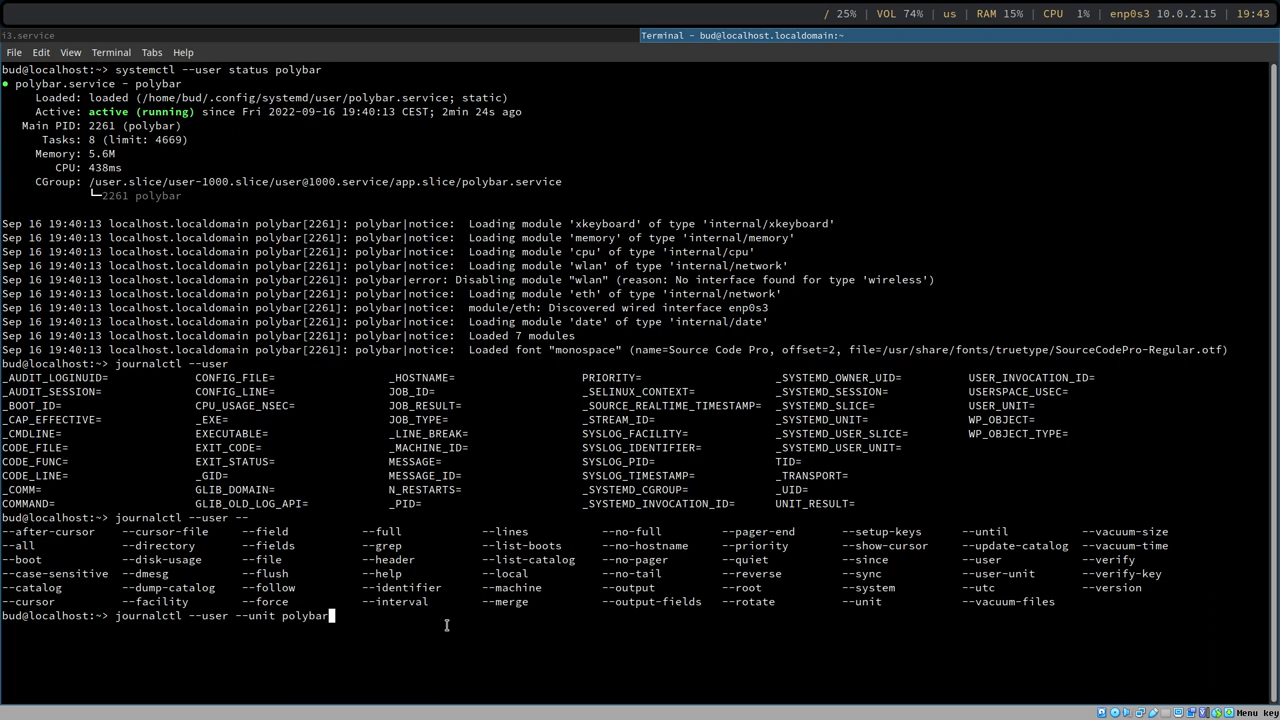 / 25% | VOL 74% | us | RAM 15% | CPU 1% | enp0s3 10.0.2.15 | 19:43
i3.service
Terminal - bud@localhost.localdomain:~
File Edit View Terminal Tabs Help
bud@localhost:~> systemctl --user status polybar
● polybar.service - polybar
Loaded: loaded (/home/bud/.config/systemd/user/polybar.service; static)
Active: active (running) since Fri 2022-09-16 19:40:13 CEST; 2min 24s ago
Main PID: 2261 (polybar)
Tasks: 8 (limit: 4669)
Memory: 5.6M
CPU: 438ms
CGroup: /user.slice/user-1000.slice/user@1000.service/app.slice/polybar.service
└─2261 polybar
Sep 16 19:40:13 localhost.localdomain polybar[2261]: polybar|notice:  Loading module 'xkeyboard' of type 'internal/xkeyboard'
Sep 16 19:40:13 localhost.localdomain polybar[2261]: polybar|notice:  Loading module 'memory' of type 'internal/memory'
Sep 16 19:40:13 localhost.localdomain polybar[2261]: polybar|notice:  Loading module 'cpu' of type 'internal/cpu'
Sep 16 19:40:13 localhost.localdomain polybar[2261]: polybar|notice:  Loading module 'wlan' of type 'internal/network'
Sep 16 19:40:13 localhost.localdomain polybar[2261]: polybar|error: Disabling module "wlan" (reason: No interface found for type 'wireless')
Sep 16 19:40:13 localhost.localdomain polybar[2261]: polybar|notice:  Loading module 'eth' of type 'internal/network'
Sep 16 19:40:13 localhost.localdomain polybar[2261]: polybar|notice:  module/eth: Discovered wired interface enp0s3
Sep 16 19:40:13 localhost.localdomain polybar[2261]: polybar|notice:  Loading module 'date' of type 'internal/date'
Sep 16 19:40:13 localhost.localdomain polybar[2261]: polybar|notice:  Loaded 7 modules
Sep 16 19:40:13 localhost.localdomain polybar[2261]: polybar|notice:  Loaded font "monospace" (name=Source Code Pro, offset=2, file=/usr/share/fonts/truetype/SourceCodePro-Regular.otf)
bud@localhost:~> journalctl --user
_AUDIT_LOGINUID= CONFIG_FILE= _HOSTNAME= PRIORITY= _SYSTEMD_OWNER_UID= USER_INVOCATION_ID=
_AUDIT_SESSION= CONFIG_LINE= JOB_ID= _SELINUX_CONTEXT= _SYSTEMD_SESSION= USERSPACE_USEC=
_BOOT_ID= CPU_USAGE_NSEC= JOB_RESULT= _SOURCE_REALTIME_TIMESTAMP= _SYSTEMD_SLICE= USER_UNIT=
_CAP_EFFECTIVE= _EXE= JOB_TYPE= _STREAM_ID= _SYSTEMD_UNIT= WP_OBJECT=
_CMDLINE= EXECUTABLE= _LINE_BREAK= SYSLOG_FACILITY= _SYSTEMD_USER_SLICE= WP_OBJECT_TYPE=
CODE_FILE= EXIT_CODE= _MACHINE_ID= SYSLOG_IDENTIFIER= _SYSTEMD_USER_UNIT=
CODE_FUNC= EXIT_STATUS= MESSAGE= SYSLOG_PID= TID=
CODE_LINE= _GID= MESSAGE_ID= SYSLOG_TIMESTAMP= _TRANSPORT=
_COMM= GLIB_DOMAIN= N_RESTARTS= _SYSTEMD_CGROUP= _UID=
COMMAND= GLIB_OLD_LOG_API= _PID= _SYSTEMD_INVOCATION_ID= UNIT_RESULT=
bud@localhost:~> journalctl --user --
--after-cursor --cursor-file --field --full --lines --no-full --pager-end --setup-keys --until --vacuum-size
--all --directory --fields --grep --list-boots --no-hostname --priority --show-cursor --update-catalog --vacuum-time
--boot --disk-usage --file --header --list-catalog --no-pager --quiet --since --user --verify
--case-sensitive --dmesg --flush --help --local --no-tail --reverse --sync --user-unit --verify-key
--catalog --dump-catalog --follow --identifier --machine --output --root --system --utc --version
--cursor --facility --force --interval --merge --output-fields --rotate --unit --vacuum-files
bud@localhost:~> journalctl --user --unit polybar
Menu key